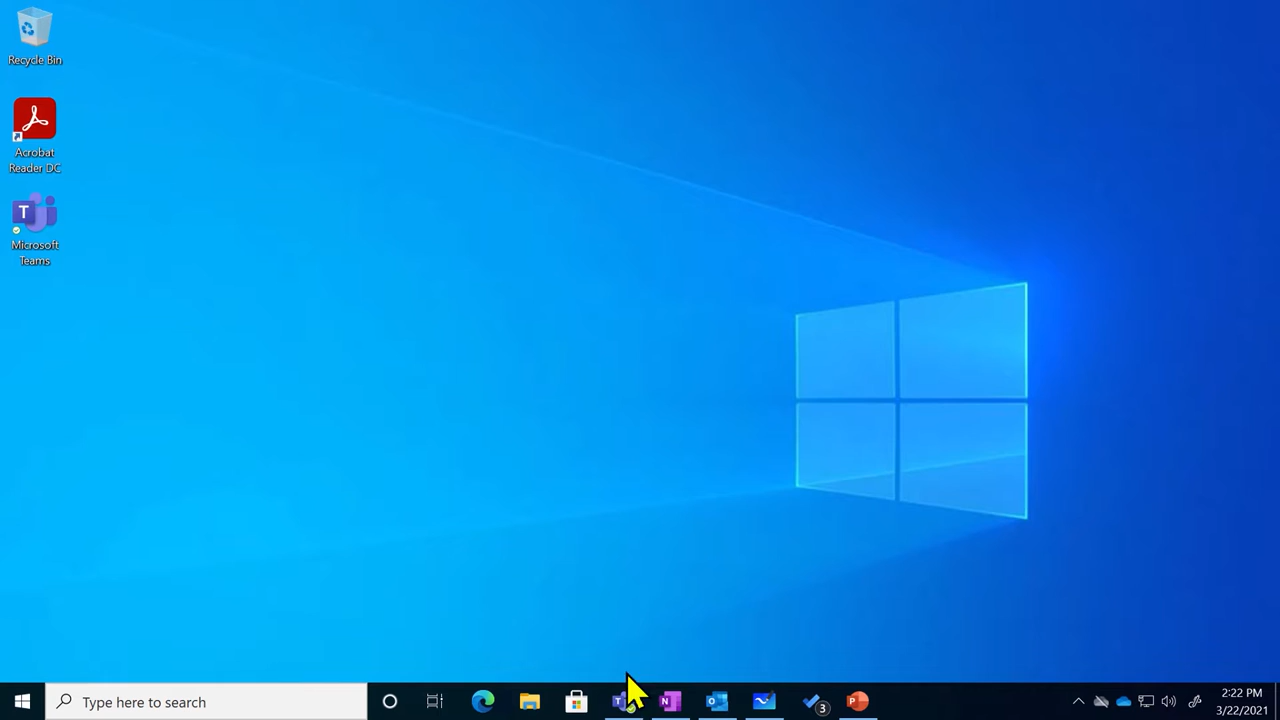 Recycle Bin
Acrobat
Reader DC
T
Microsoft
Teams
Type here to search
T
N
O
3
P
2:22 PM
3/22/2021